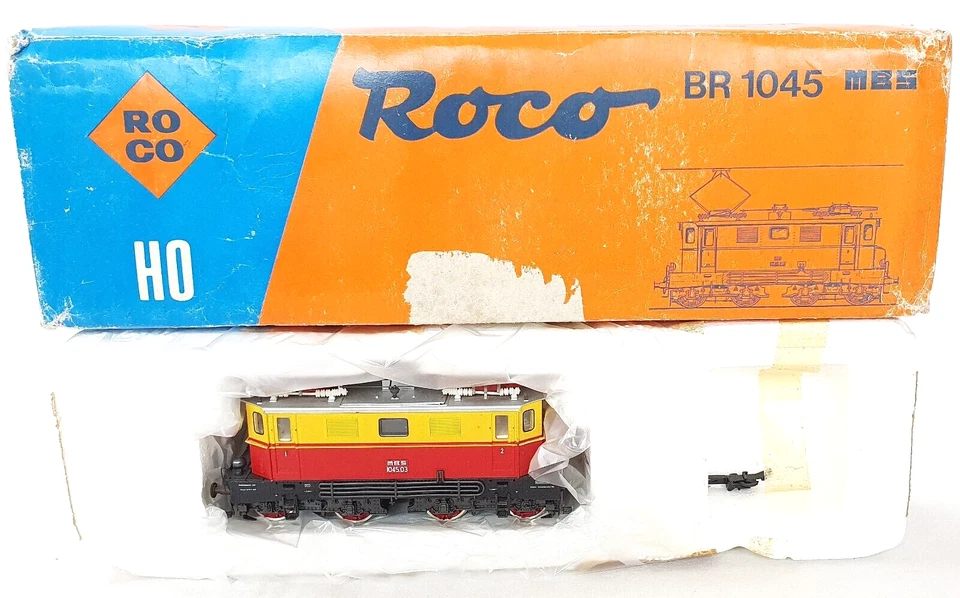 RO
CO
Roco
BR 1045 MBS
HO
1
2
MBS
1045.03